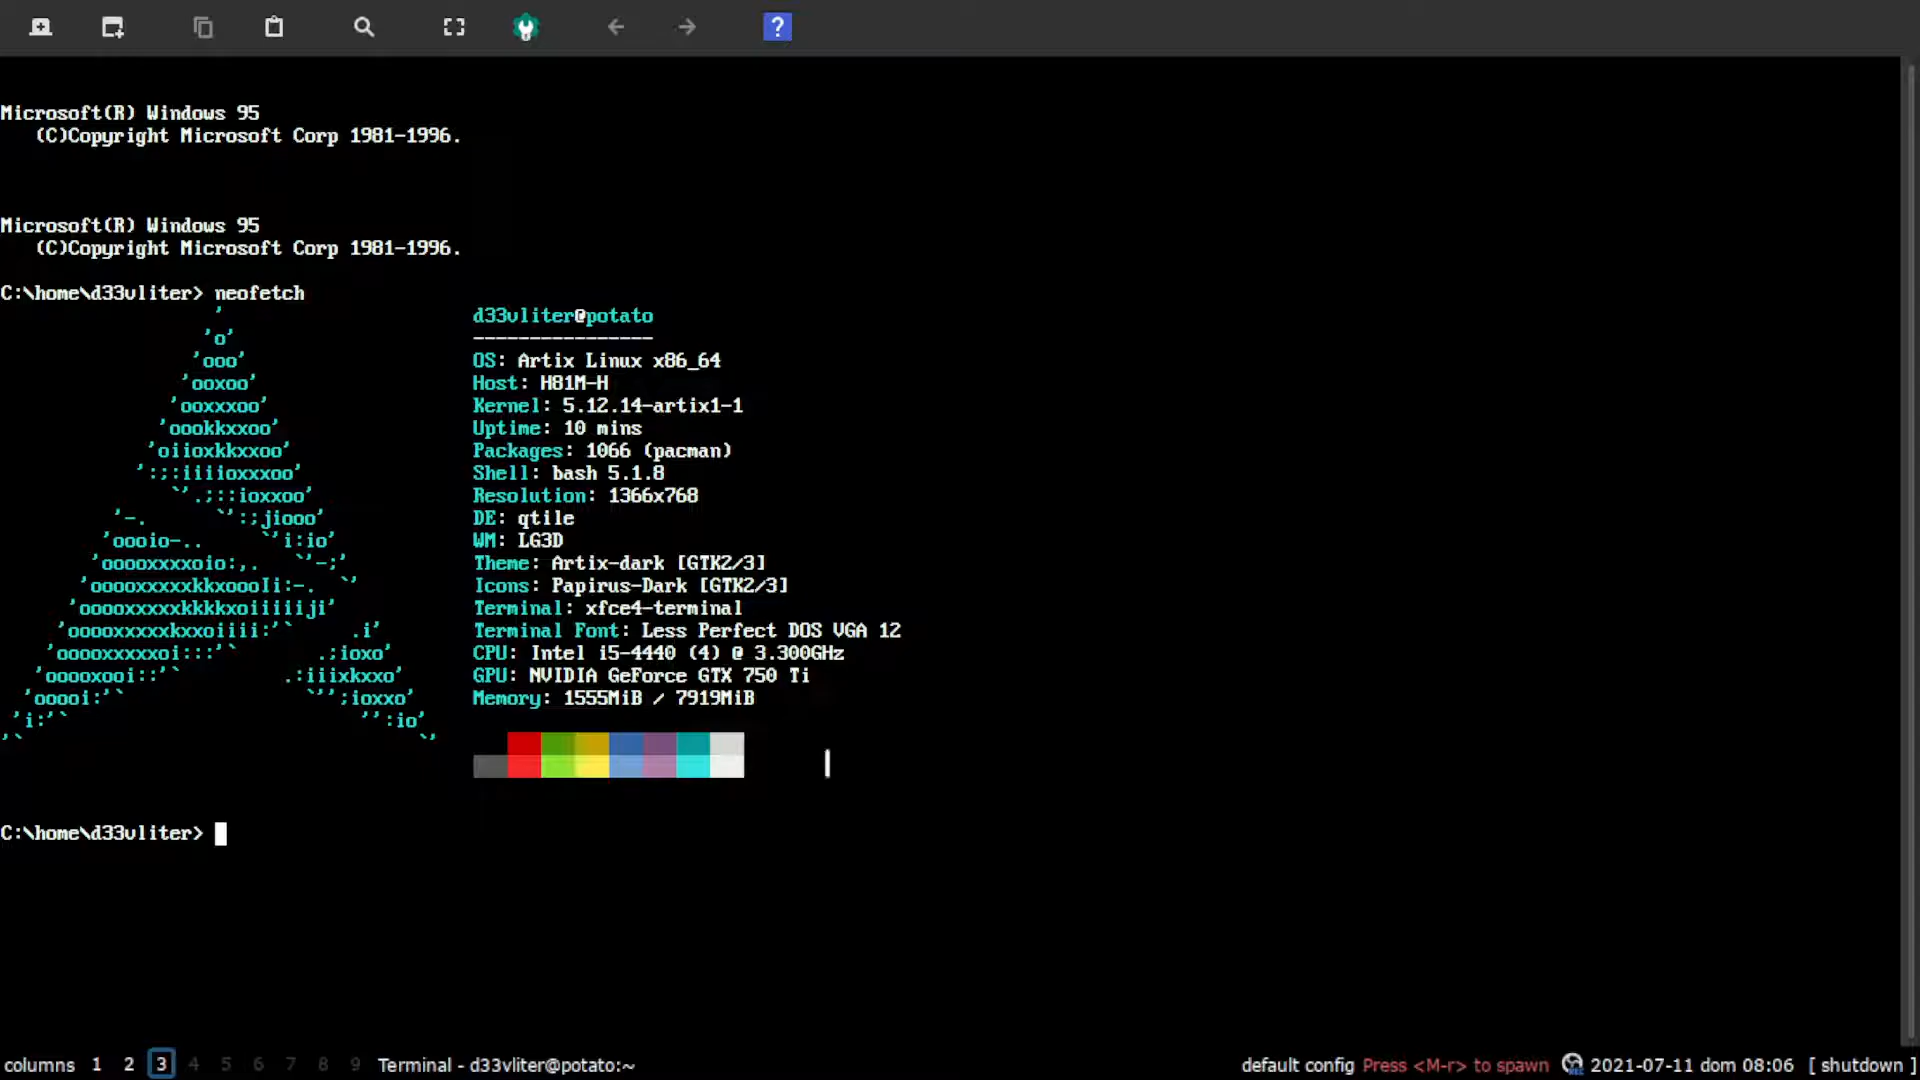 Microsoft(R) Windows 95
(C)Copyright Microsoft Corp 1981-1996.
Microsoft(R) Windows 95
(C)Copyright Microsoft Corp 1981-1996.
C:\home\d33vliter> neofetch
d33vliter@potato
----------------
OS: Artix Linux x86_64
Host: H81M-H
Kernel: 5.12.14-artix1-1
Uptime: 10 mins
Packages: 1066 (pacman)
Shell: bash 5.1.8
Resolution: 1366x768
DE: qtile
WM: LG3D
Theme: Artix-dark [GTK2/3]
Icons: Papirus-Dark [GTK2/3]
Terminal: xfce4-terminal
Terminal Font: Less Perfect DOS VGA 12
CPU: Intel i5-4440 (4) @ 3.300GHz
GPU: NVIDIA GeForce GTX 750 Ti
Memory: 1555MiB / 7919MiB
C:\home\d33vliter>
columns 1 2 3 4 5 6 7 8 9 Terminal - d33vliter@potato:~ default config Press <M-r> to spawn 2021-07-11 dom 08:06 [ shutdown ]